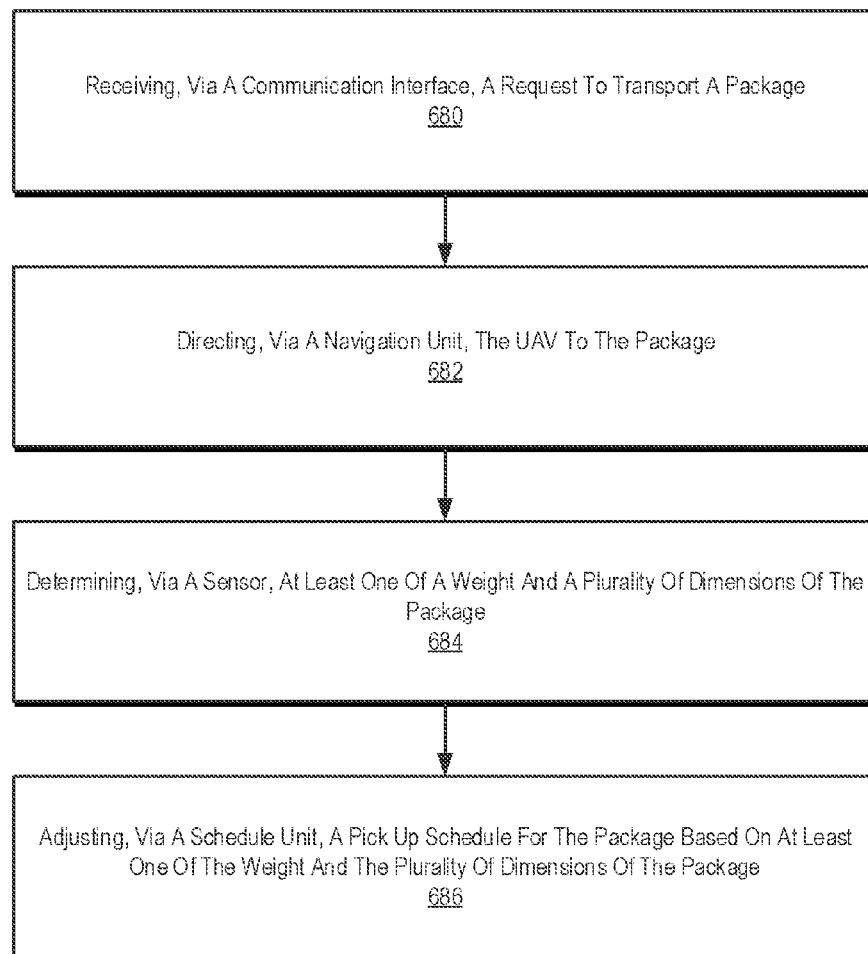 Receiving, Via A Communication Interface, A Request To Transport A Package
680
Directing, Via A Navigation Unit, The UAV To The Package
682
Determining, Via A Sensor, At Least One Of A Weight And A Plurality Of Dimensions Of The
Package
684
Adjusting, Via A Schedule Unit, A Pick Up Schedule For The Package Based On At Least
One Of The Weight And The Plurality Of Dimensions Of The Package
686